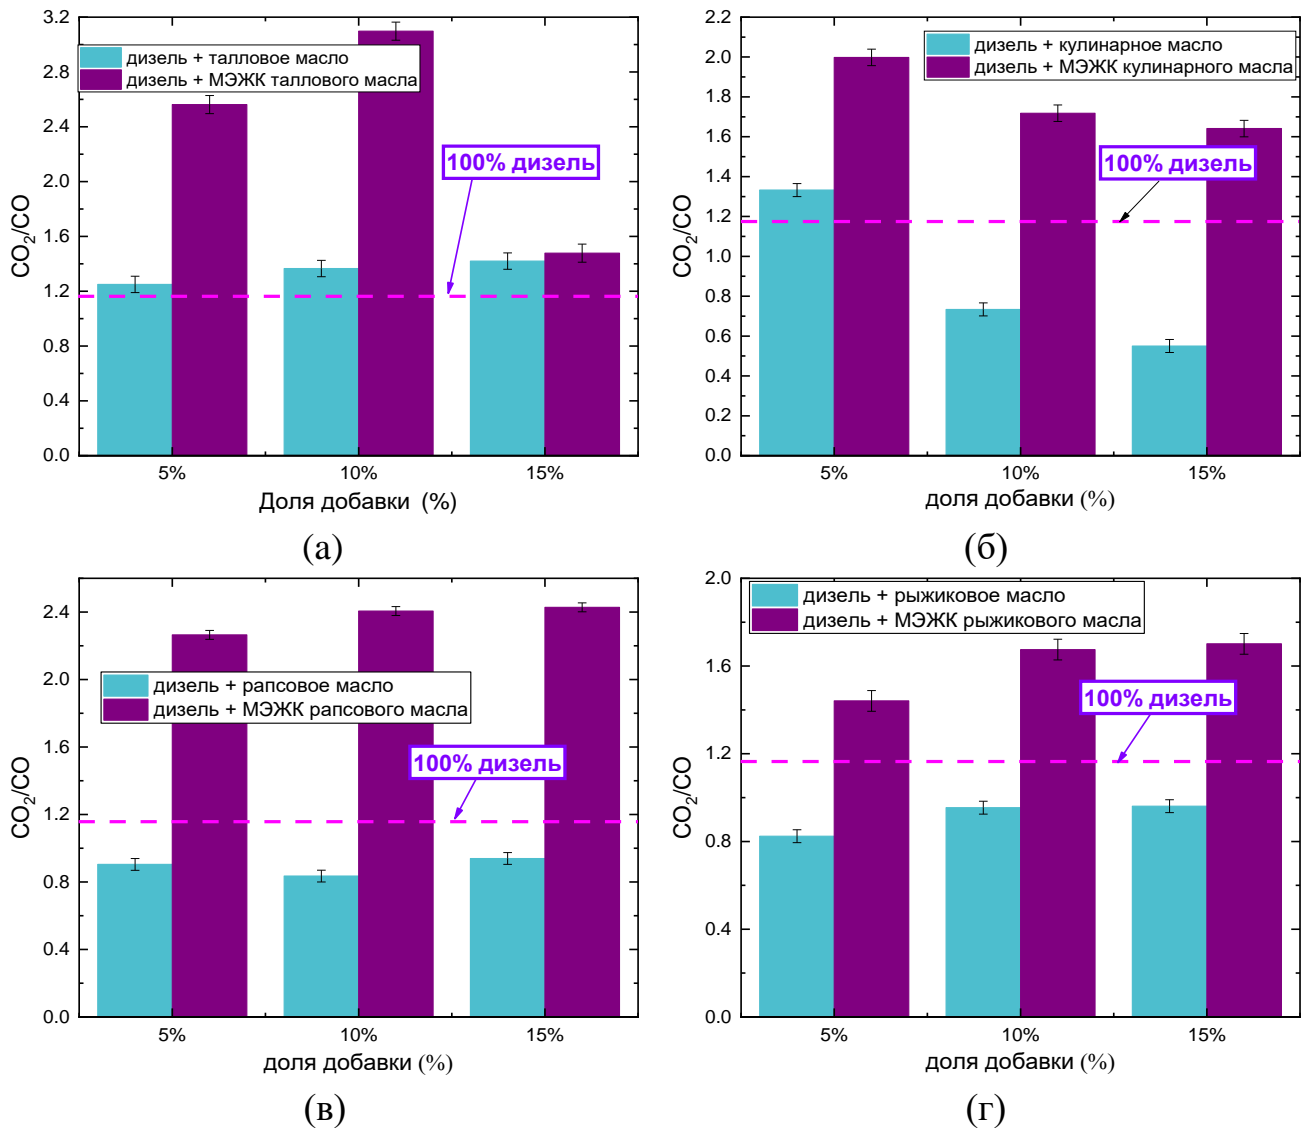 3.2
2.8
2.4
2.0
1.6
1.2
0.8
0.4
0.0
CO₂/CO
дизель + талловое масло
дизель + МЭЖК таллового масла
100% дизель
5%
10%
15%
Доля добавки (%)
(а)
2.2
2.0
1.8
1.6
1.4
1.2
1.0
0.8
0.6
0.4
0.2
0.0
CO₂/CO
дизель + кулинарное масло
дизель + МЭЖК кулинарного масла
100% дизель
5%
10%
15%
доля добавки (%)
(б)
2.4
2.0
1.6
1.2
0.8
0.4
0.0
CO₂/CO
дизель + рапсовое масло
дизель + МЭЖК рапсового масла
100% дизель
5%
10%
15%
доля добавки (%)
(в)
2.0
1.6
1.2
0.8
0.4
0.0
CO₂/CO
дизель + рыжиковое масло
дизель + МЭЖК рыжикового масла
100% дизель
5%
10%
15%
доля добавки (%)
(г)